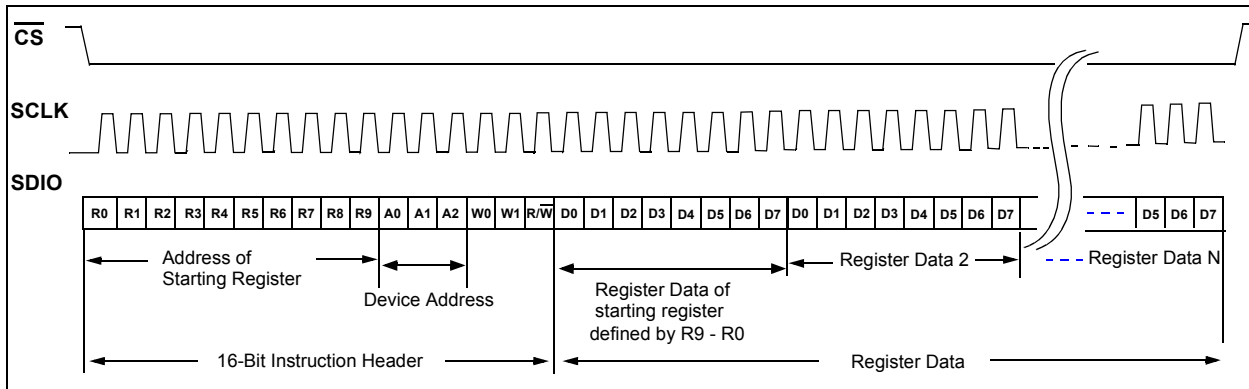 CS
SCLK
SDIO
R0 R1 R2 R3 R4 R5 R6 R7 R8 R9 A0 A1 A2 W0 W1 R/W D0 D1 D2 D3 D4 D5 D6 D7 D0 D1 D2 D3 D4 D5 D6 D7 D5 D6 D7
Address of
Starting Register
Device Address
Register Data of
starting register
defined by R9 - R0
Register Data 2
Register Data N
16-Bit Instruction Header
Register Data